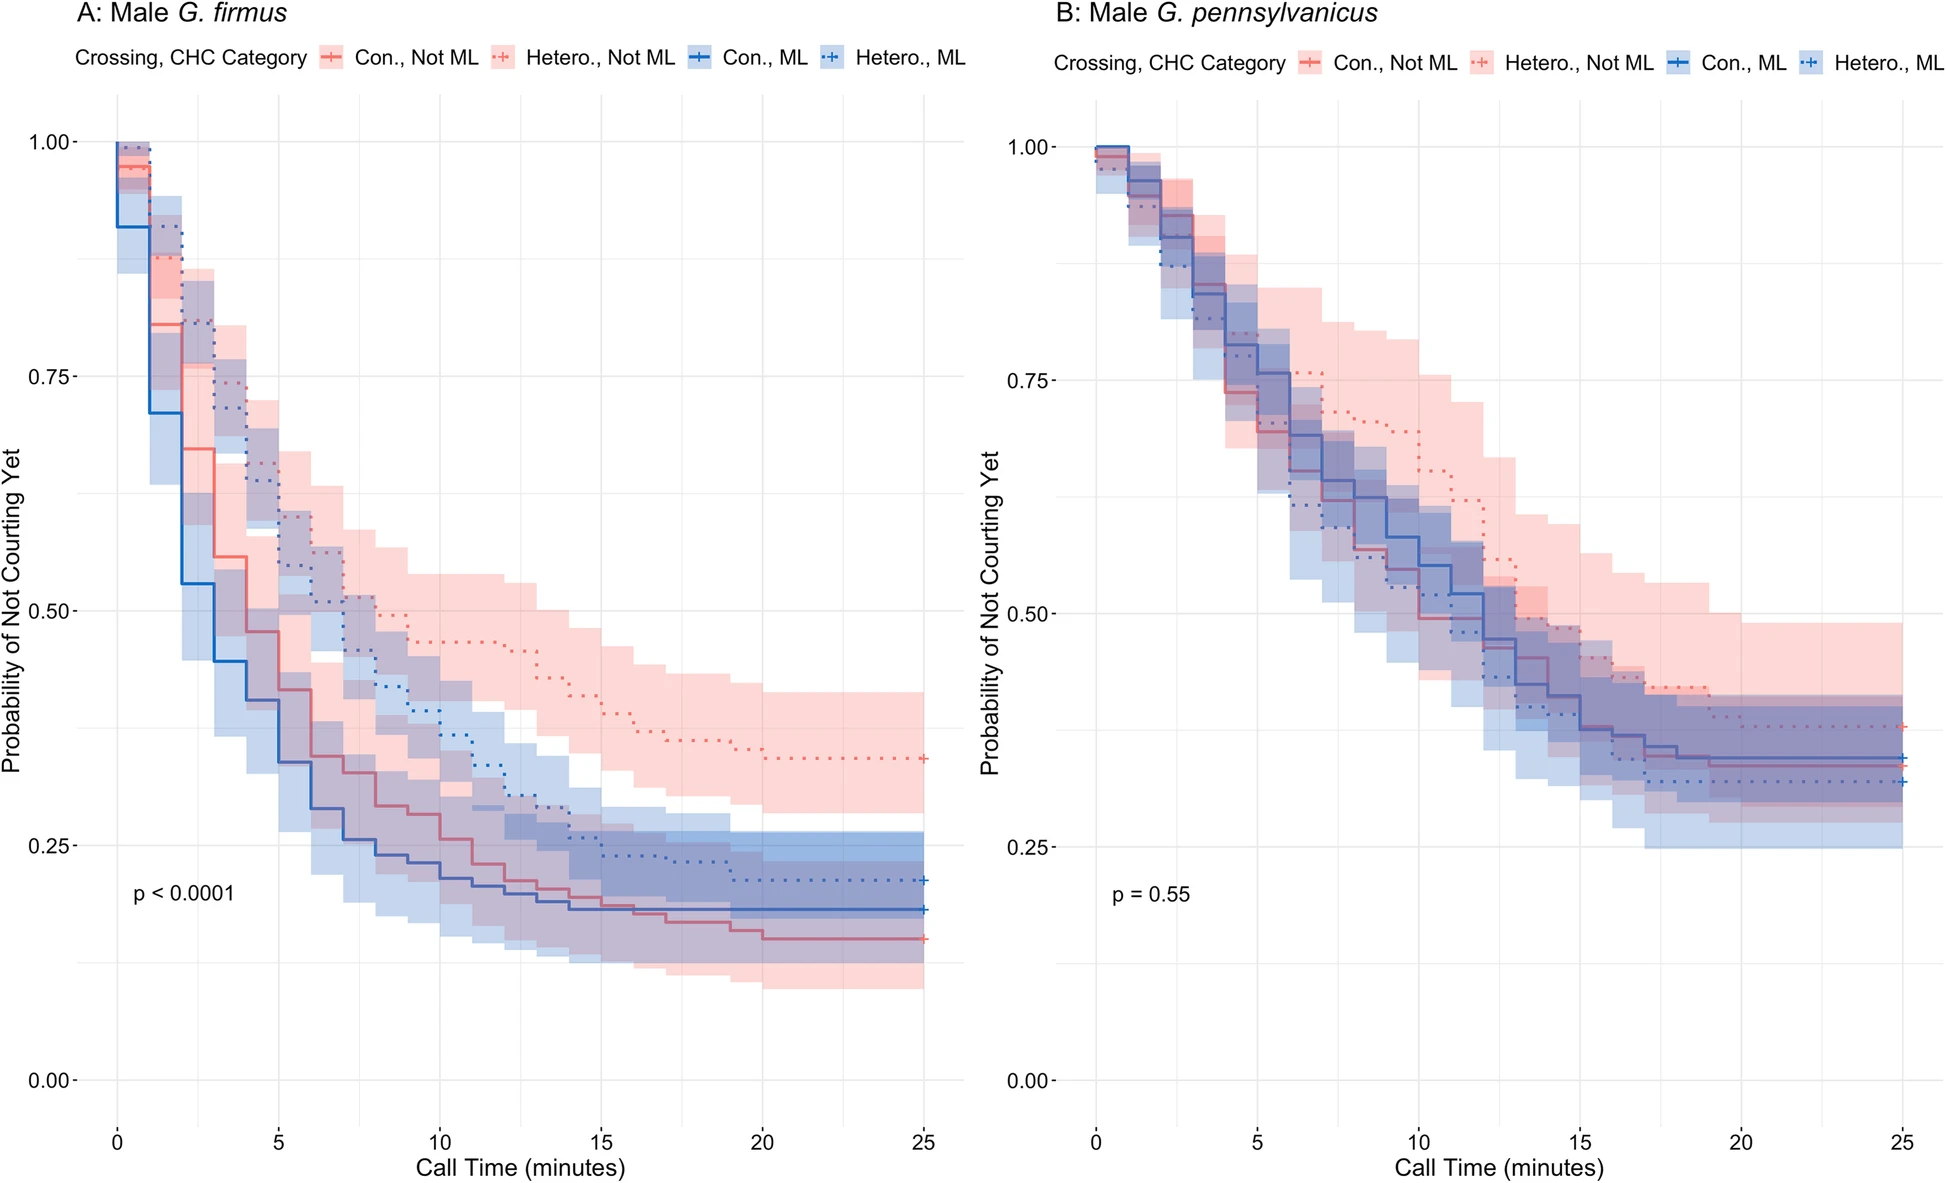 A: Male G. firmus
Crossing, CHC Category Con., Not ML Hetero., Not ML Con., ML Hetero., ML
Probability of Not Courting Yet
1.00
0.75
0.50
0.25
0.00
p < 0.0001
0 5 10 15 20 25
Call Time (minutes)
B: Male G. pennsylvanicus
Crossing, CHC Category Con., Not ML Hetero., Not ML Con., ML Hetero., ML
Probability of Not Courting Yet
1.00
0.75
0.50
0.25
0.00
p = 0.55
0 5 10 15 20 25
Call Time (minutes)